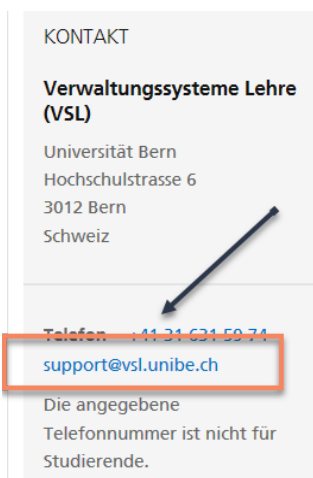 KONTAKT
Verwaltungssysteme Lehre
(VSL)
Universität Bern
Hochschulstrasse 6
3012 Bern
Schweiz
Telefon +41 31 631 59 74
support@vsl.unibe.ch
Die angegebene
Telefonnummer ist nicht für
Studierende.